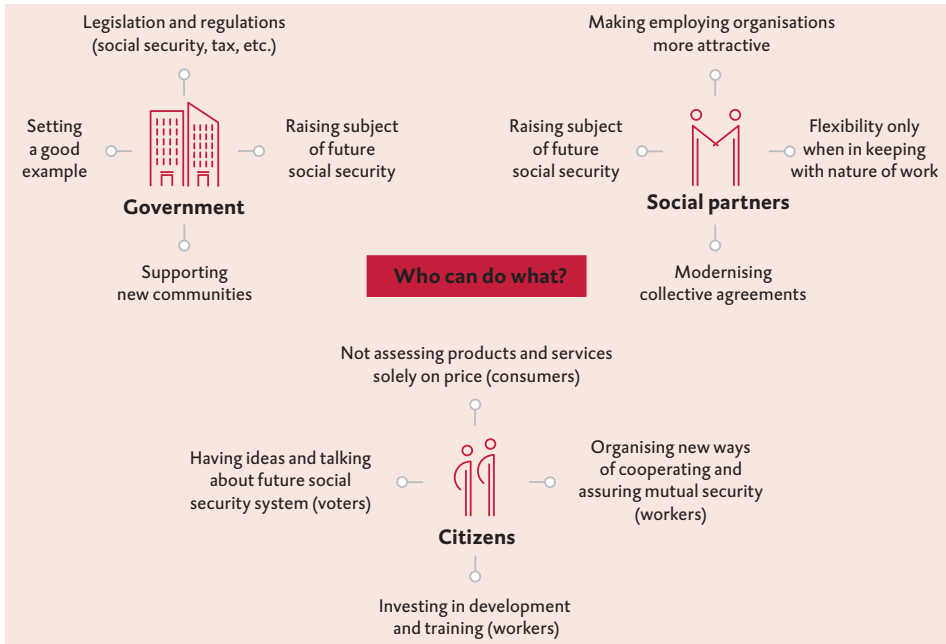 Legislation and regulations
(social security, tax, etc.)
Setting
a good
example
Raising subject
of future
social security
Government
Supporting
new communities
Making employing organisations
more attractive
Raising subject
of future
social security
Flexibility only
when in keeping
with nature of work
Social partners
Modernising
collective agreements
Who can do what?
Not assessing products and services
solely on price (consumers)
Having ideas and talking
about future social
security system (voters)
Organising new ways
of cooperating and
assuring mutual security
(workers)
Citizens
Investing in development
and training (workers)